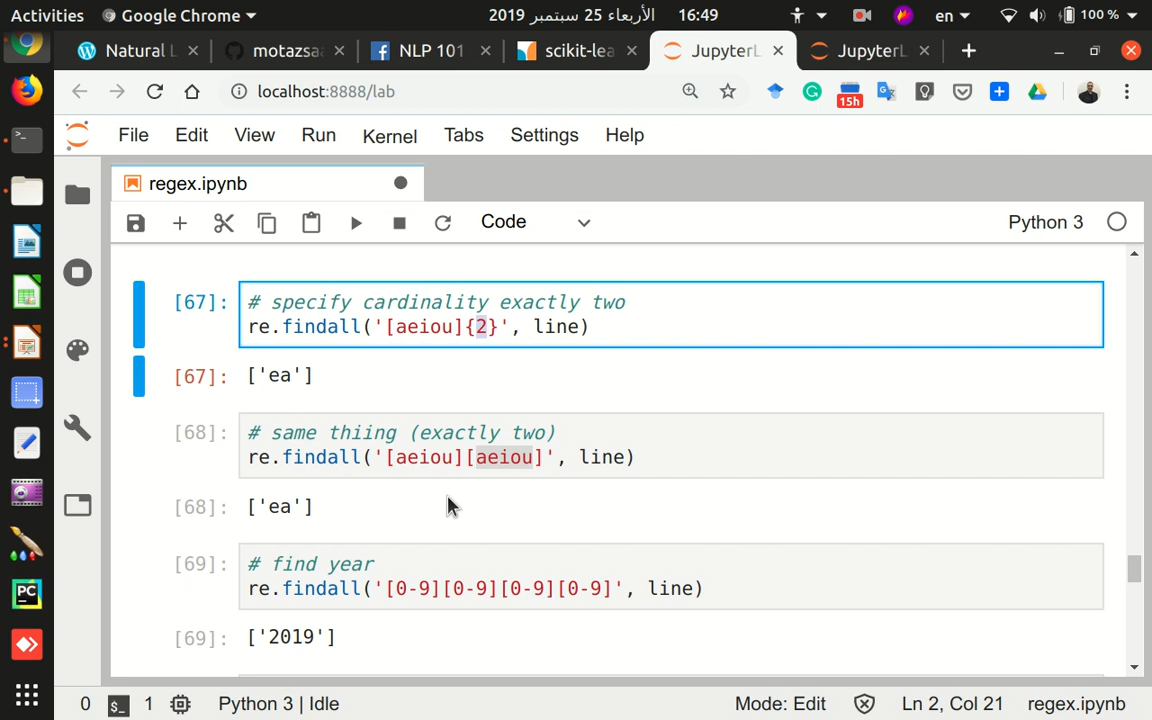 Activities Google Chrome الأربعاء 25 سبتمبر 2019 16:49 en 100 %
Natural L motazsaa NLP 101 scikit-lea JupyterL JupyterL
localhost:8888/lab 15h
File Edit View Run Kernel Tabs Settings Help
regex.ipynb
Code Python 3
[67]: # specify cardinality exactly two
re.findall('[aeiou]{2}', line)
[67]: ['ea']
[68]: # same thiing (exactly two)
re.findall('[aeiou][aeiou]', line)
[68]: ['ea']
[69]: # find year
re.findall('[0-9][0-9][0-9][0-9]', line)
[69]: ['2019']
0 $_ 1 Python 3 | Idle Mode: Edit Ln 2, Col 21 regex.ipynb
PC